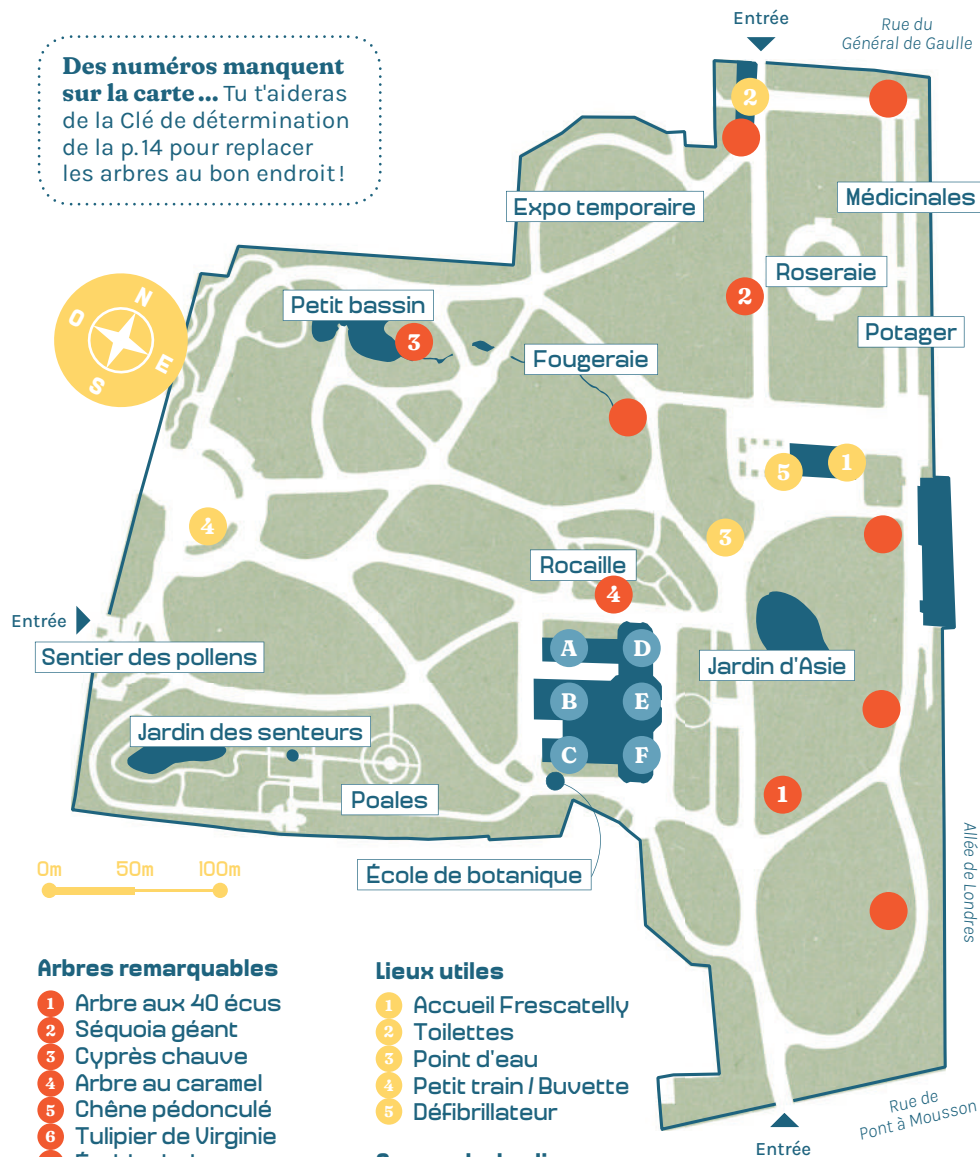 Entrée
Rue du
Général de Gaulle
Des numéros manquent
sur la carte... Tu t'aideras
de la Clé de détermination
de la p.14 pour replacer
les arbres au bon endroit!
2
Médicinales
Expo temporaire
Roseraie
N
O
E
S
Petit bassin
2
3
Potager
Fougeraie
1
5
4
3
Rocaille
4
Entrée
Sentier des pollens
A
D
Jardin d'Asie
B
E
Jardin des senteurs
C
F
Poales
1
École de botanique
Allée de Londres
0m 50m 100m
Arbres remarquables
1 Arbre aux 40 écus
2 Séquoia géant
3 Cyprès chauve
4 Arbre au caramel
5 Chêne pédonculé
6 Tulipier de Virginie
Lieux utiles
1 Accueil Frescatelly
2 Toilettes
3 Point d'eau
4 Petit train / Buvette
5 Défibrillateur
Rue de
Pont à Mousson
Entrée